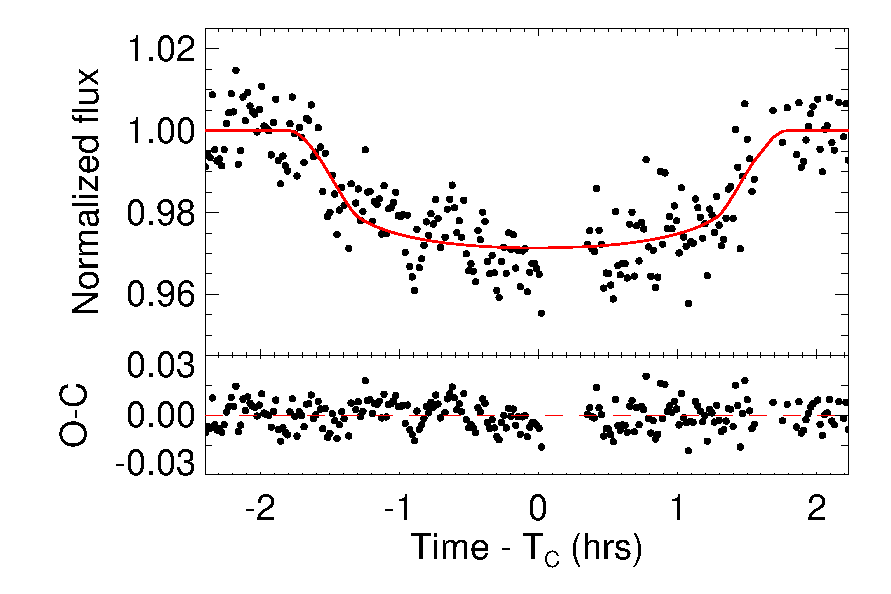 Normalized flux
1.02
1.00
0.98
0.96
O-C
0.03
0.00
-0.03
-2 -1 0 1 2
Time - T_C (hrs)